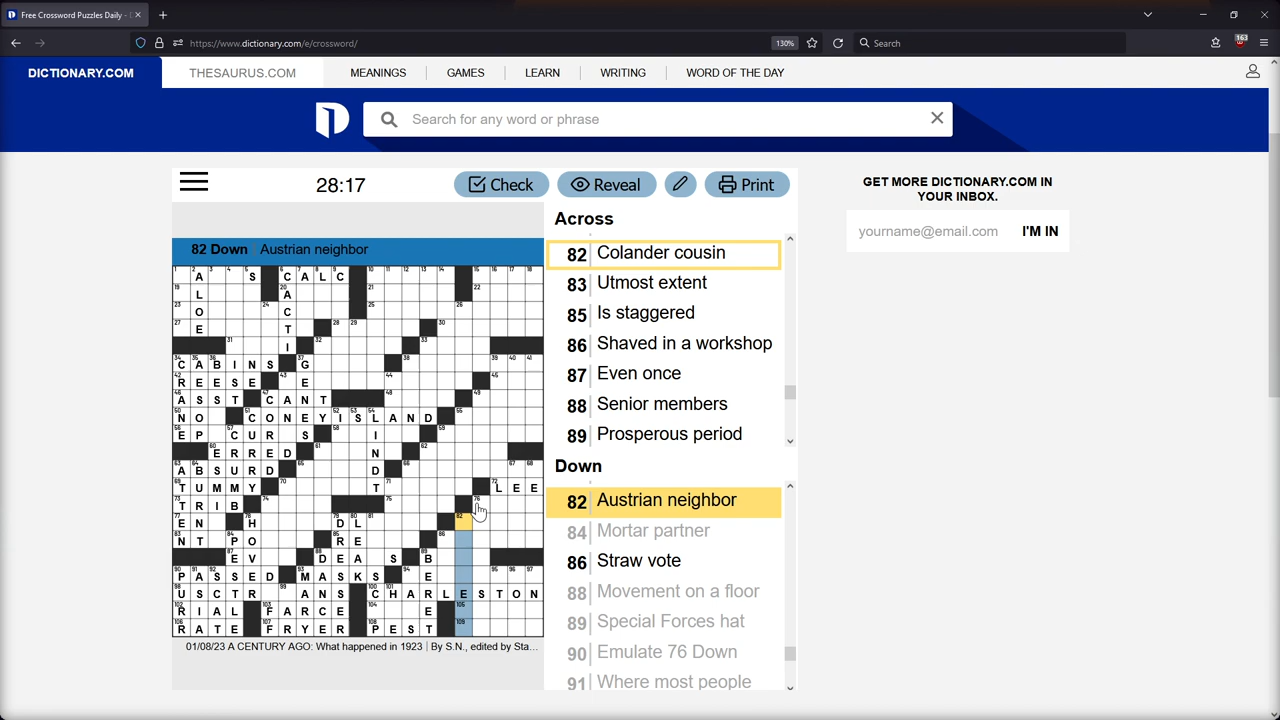 Free Crossword Puzzles Daily -
https://www.dictionary.com/e/crossword/
130%
Search
163
DICTIONARY.COM
THESAURUS.COM
MEANINGS
GAMES
LEARN
WRITING
WORD OF THE DAY
Search for any word or phrase
28:17
Check
Reveal
Print
GET MORE DICTIONARY.COM IN
YOUR INBOX.
yourname@email.com
I'M IN
82 Down Austrian neighbor
Across
82 Colander cousin
83 Utmost extent
85 Is staggered
86 Shaved in a workshop
87 Even once
88 Senior members
89 Prosperous period
Down
82 Austrian neighbor
84 Mortar partner
86 Straw vote
88 Movement on a floor
89 Special Forces hat
90 Emulate 76 Down
91 Where most people
A S C A L C
L A
O C
E T
I
C A B I N S G
R E E S E E
A S S T C A N T
N O C O N E Y I S L A N D
E P C U R S I
E R R E D N
A B S U R D D
T U M M Y T L E E
T R I B
E N H D L
N T O R E
E V D E A S B
P A S S E D M A S K S E
U S C T R A N S C H A R L E S T O N
R I A L F A R C E E
R A T E F R Y E R P E S T
01/08/23 A CENTURY AGO: What happened in 1923 | By S.N., edited by Sta...